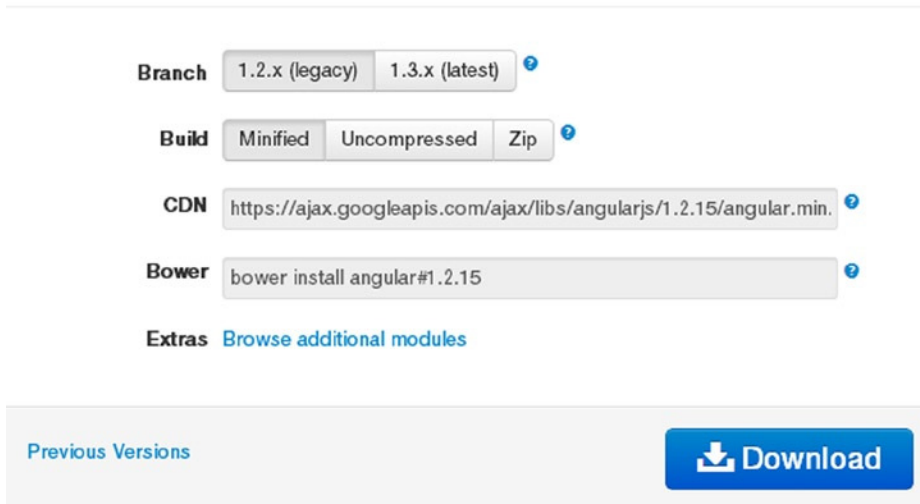 Branch 1.2.x (legacy) 1.3.x (latest) ?
Build Minified Uncompressed Zip ?
CDN https://ajax.googleapis.com/ajax/libs/angularjs/1.2.15/angular.min. ?
Bower bower install angular#1.2.15 ?
Extras Browse additional modules
Previous Versions Download